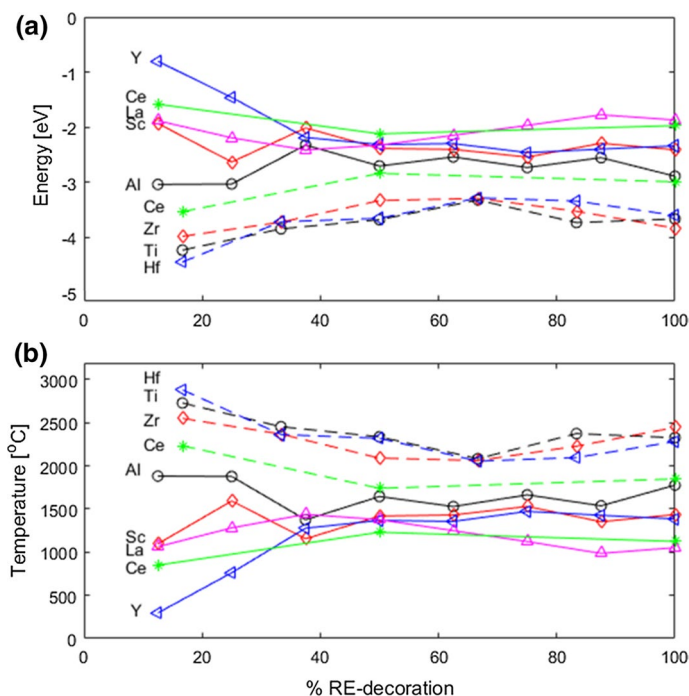 (a)
0
-1
-2
-3
-4
-5
Energy [eV]
Y
Ce
La
Sc
Al
Ce
Zr
Ti
Hf
0 20 40 60 80 100
(b)
3000
2500
2000
1500
1000
500
0
Temperature [°C]
Hf
Ti
Zr
Ce
Al
Sc
La
Ce
Y
0 20 40 60 80 100
% RE-decoration